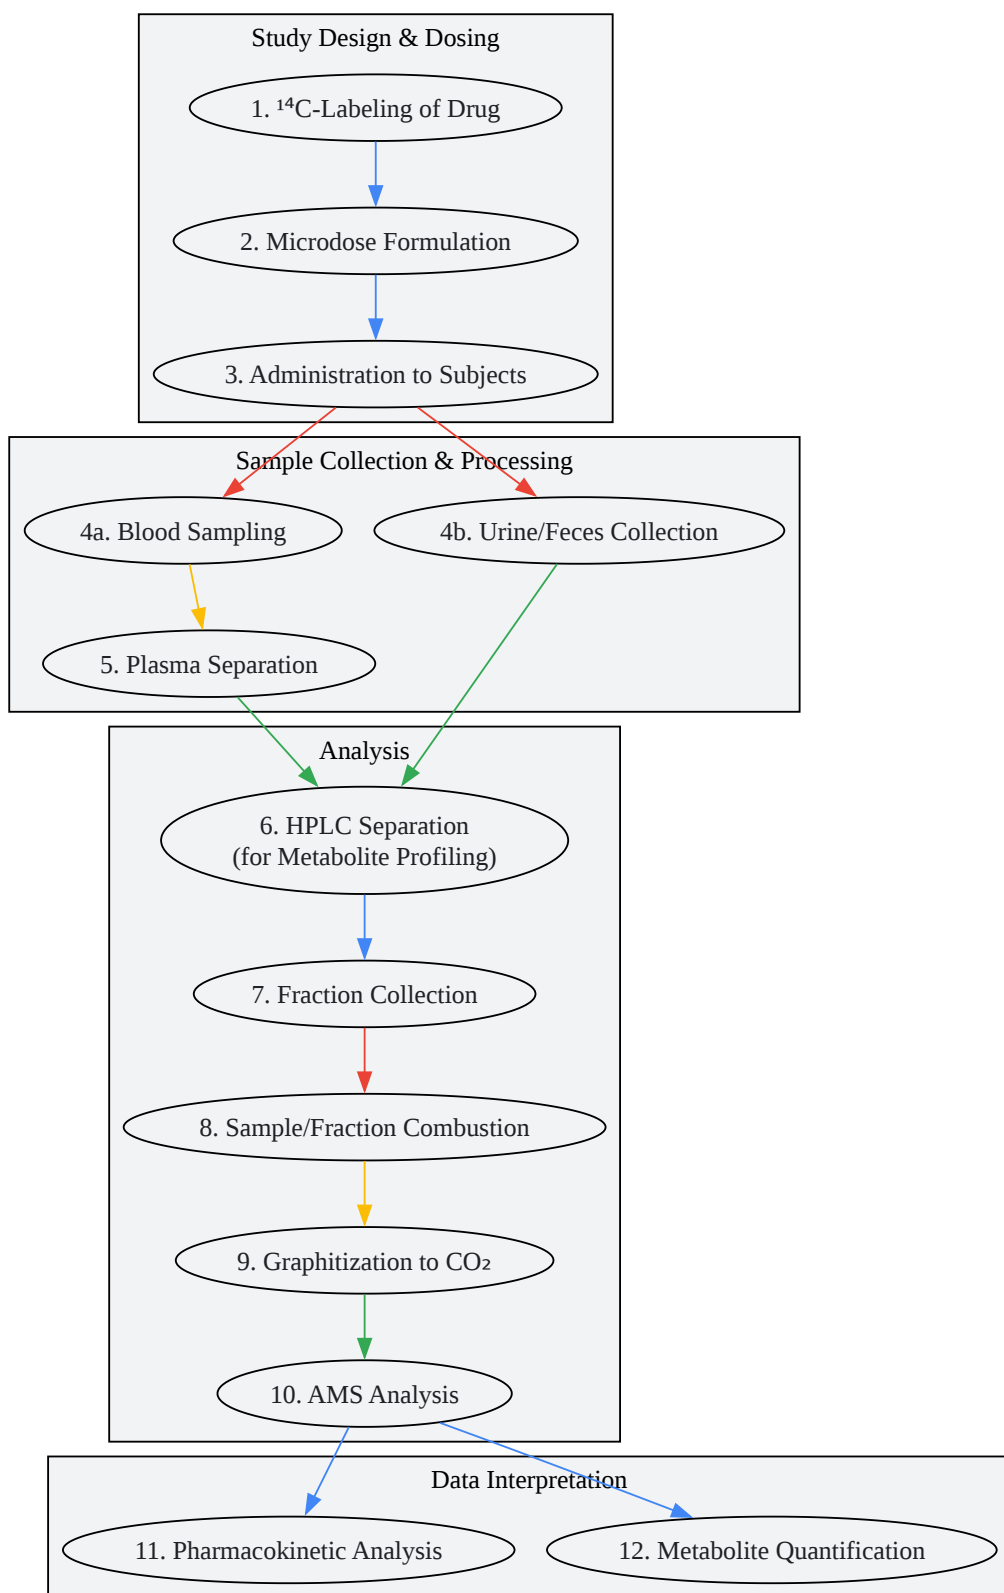 Study Design & Dosing
1. ¹⁴C-Labeling of Drug
2. Microdose Formulation
3. Administration to Subjects
Sample Collection & Processing
4a. Blood Sampling
4b. Urine/Feces Collection
5. Plasma Separation
Analysis
6. HPLC Separation
(for Metabolite Profiling)
7. Fraction Collection
8. Sample/Fraction Combustion
9. Graphitization to CO₂
10. AMS Analysis
Data Interpretation
11. Pharmacokinetic Analysis
12. Metabolite Quantification